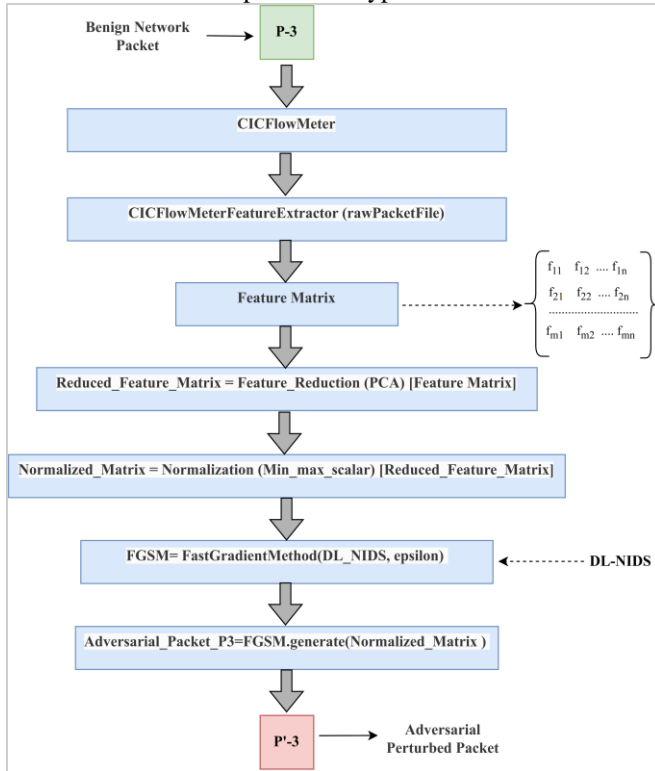 Benign Network
Packet
P-3
CICFlowMeter
CICFlowMeterFeatureExtractor (rawPacketFile)
Feature Matrix
f11 f12 .... f1n
f21 f22 .... f2n
..............................
fm1 fm2 .... fmn
Reduced_Feature_Matrix = Feature_Reduction (PCA) [Feature Matrix]
Normalized_Matrix = Normalization (Min_max_scalar) [Reduced_Feature_Matrix]
FGSM= FastGradientMethod(DL_NIDS, epsilon)
DL-NIDS
Adversarial_Packet_P3=FGSM.generate(Normalized_Matrix )
P'-3
Adversarial
Perturbed Packet